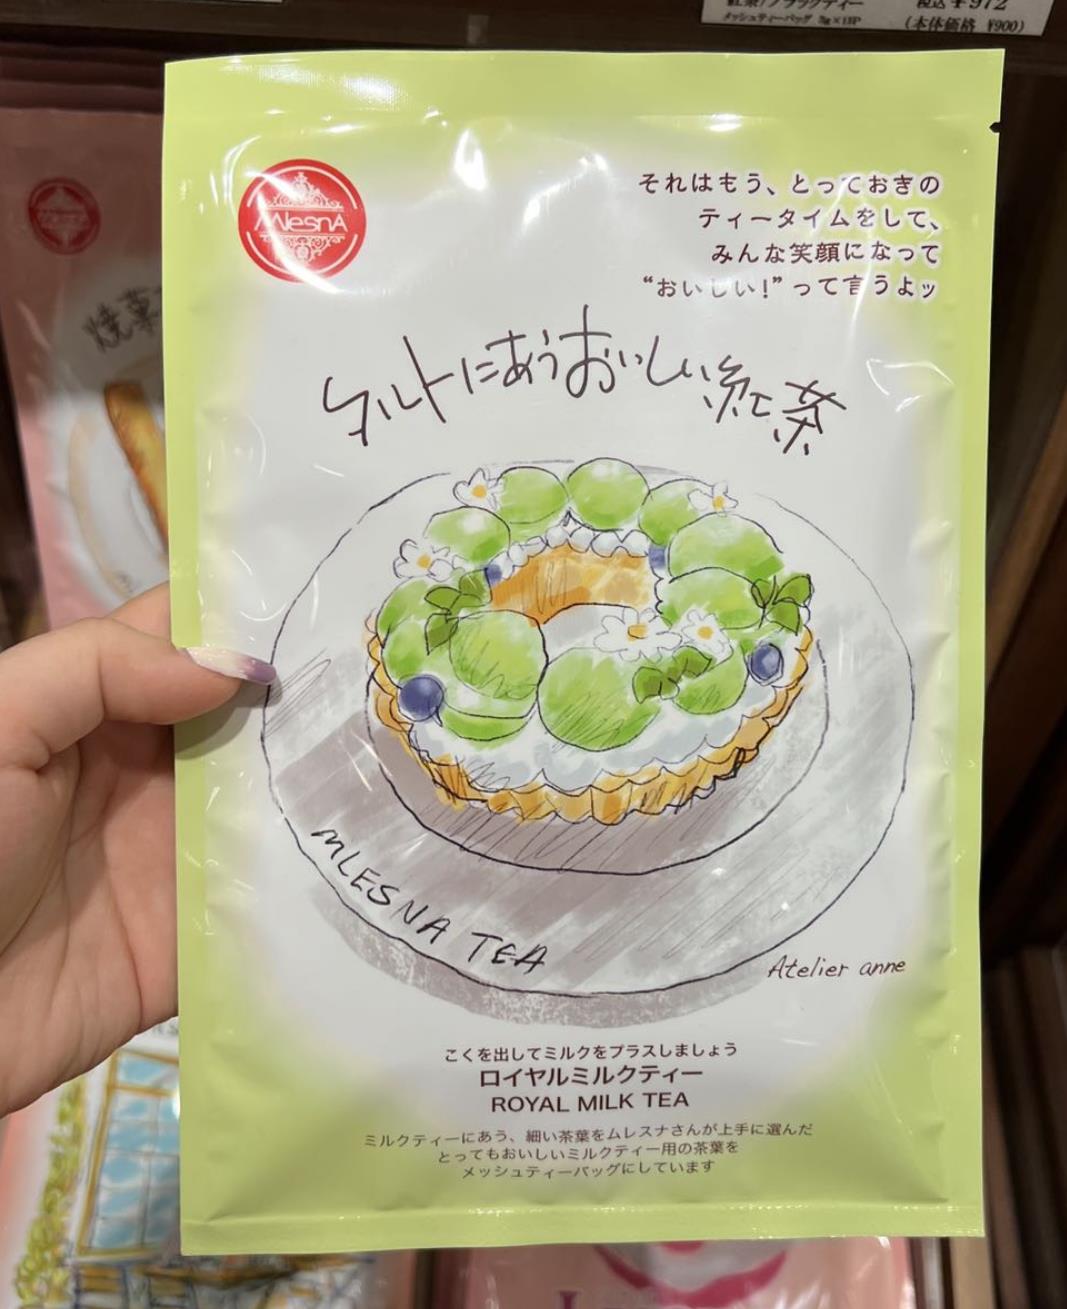 税込 ¥972
(本体価格 ¥900)
MlesnA
それはもう、とっておきの
ティータイムをして、
みんな笑顔になって
“おいしい!”って言うよッ
タルトにあうおいしい紅茶
MLESNA TEA
Atelier anne
こくを出してミルクをプラスしましょう
ロイヤルミルクティー
ROYAL MILK TEA
ミルクティーにあう、細い茶葉をムレスナさんが上手に選んだ
とってもおいしいミルクティー用の茶葉を
メッシュティーバッグにしています
焼菓